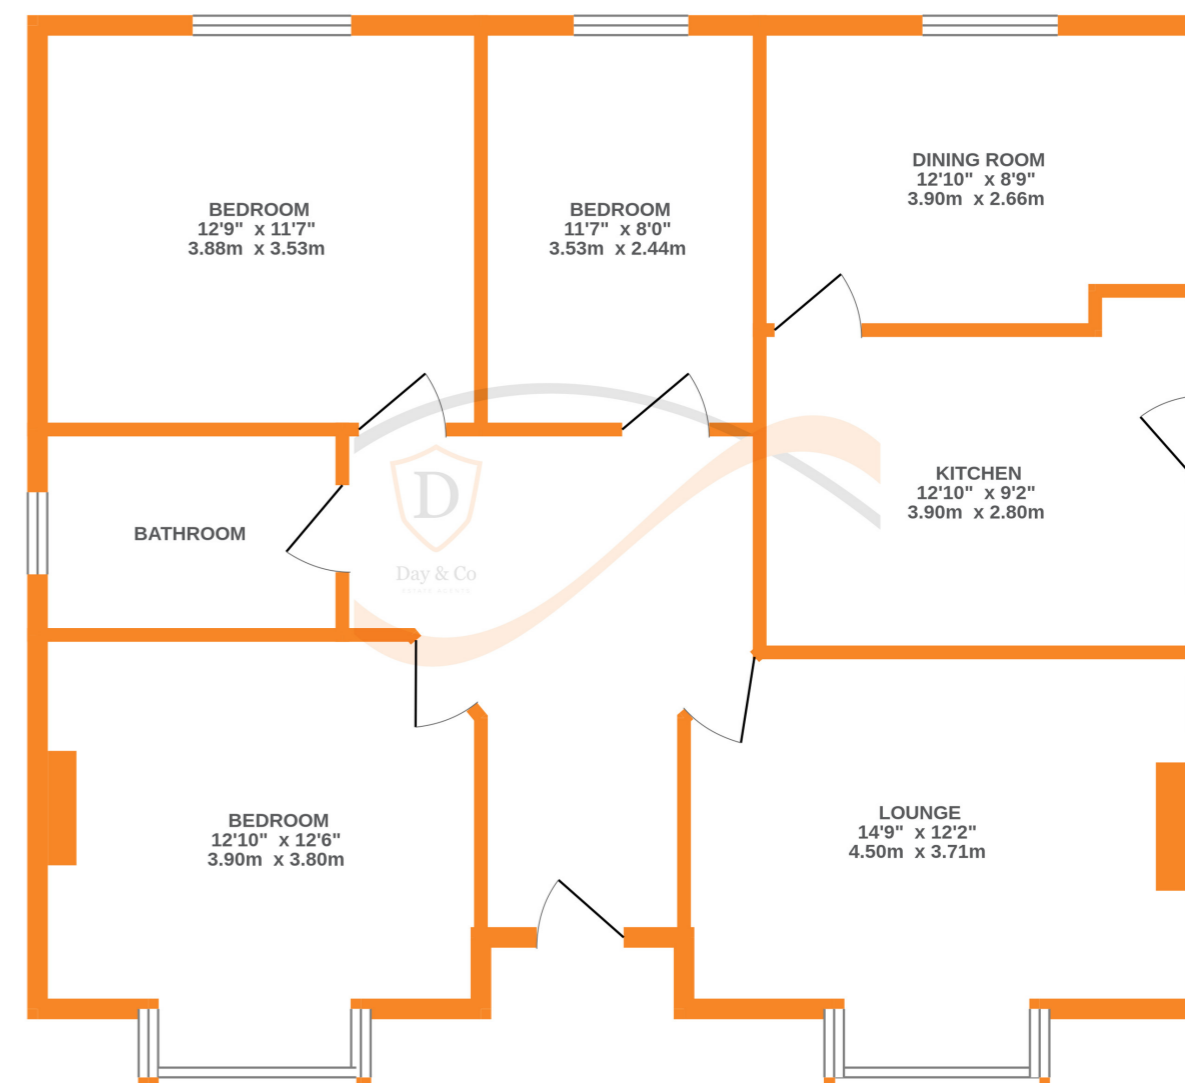 BEDROOM
12'9" x 11'7"
3.88m x 3.53m
BEDROOM
11'7" x 8'0"
3.53m x 2.44m
DINING ROOM
12'10" x 8'9"
3.90m x 2.66m
BATHROOM
D
Day & Co
ESTATE AGENTS
KITCHEN
12'10" x 9'2"
3.90m x 2.80m
BEDROOM
12'10" x 12'6"
3.90m x 3.80m
LOUNGE
14'9" x 12'2"
4.50m x 3.71m